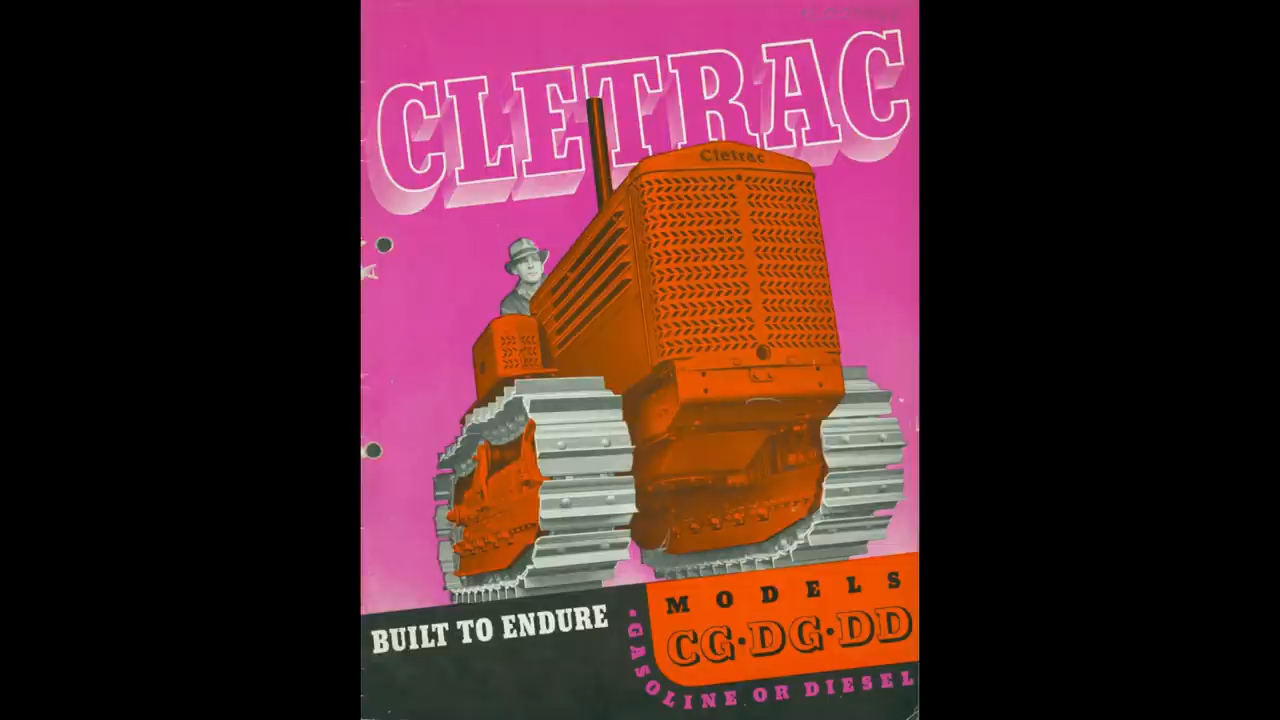 CLETRAC
Cletrac
BUILT TO ENDURE
MODELS
CG·DG·DD
·GASOLINE OR DIESEL